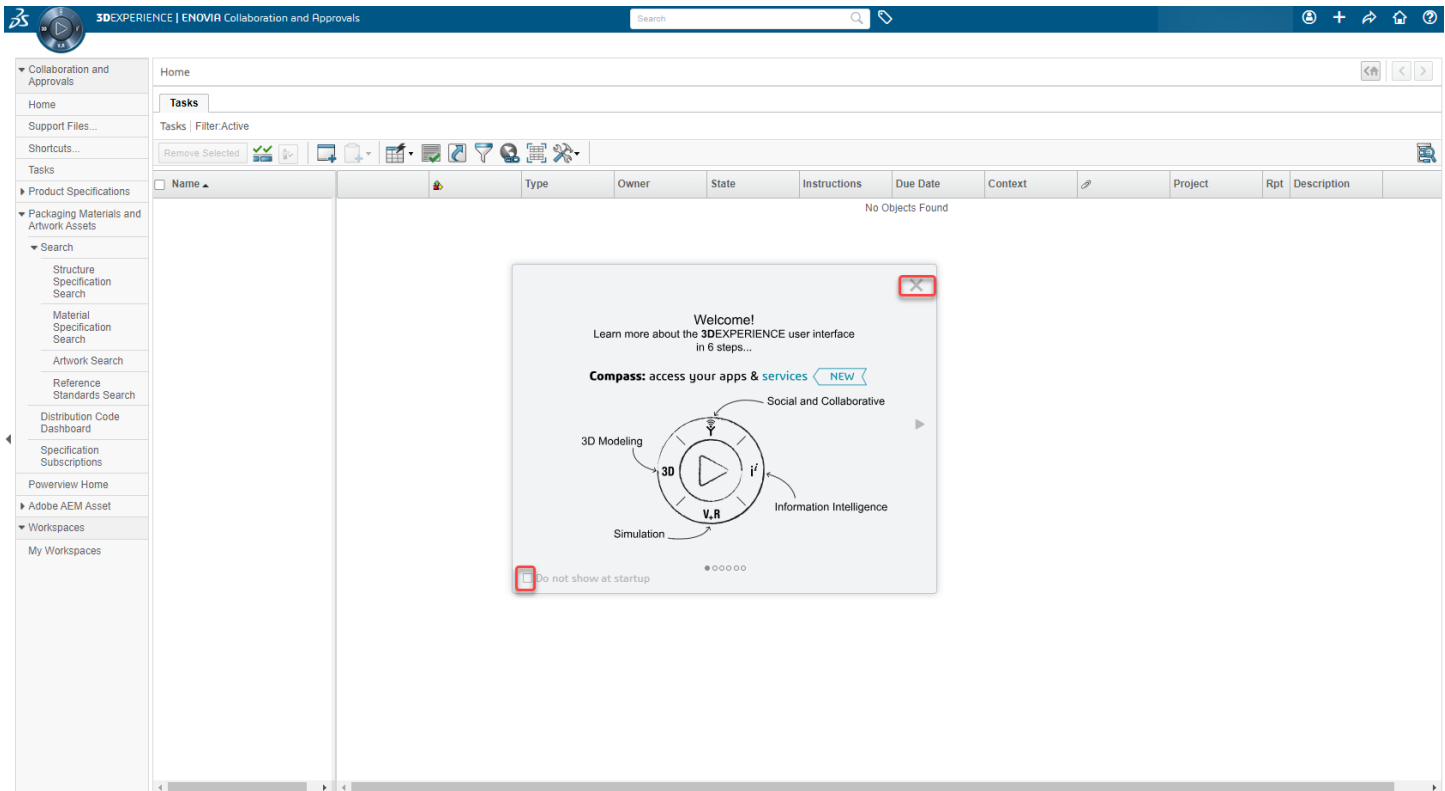 3DEXPERIENCE | ENOVIA Collaboration and Approvals
Search
3D
V.R
Collaboration and
Approvals
Home
Support Files...
Shortcuts...
Tasks
Product Specifications
Packaging Materials and
Artwork Assets
Search
Structure
Specification
Search
Material
Specification
Search
Artwork Search
Reference
Standards Search
Distribution Code
Dashboard
Specification
Subscriptions
Powerview Home
Adobe AEM Asset
Workspaces
My Workspaces
Home
Tasks
Tasks | Filter:Active
Remove Selected
Name Type Owner State Instructions Due Date Context Project Rpt Description
No Objects Found
Welcome!
Learn more about the 3DEXPERIENCE user interface
in 6 steps...
Compass: access your apps & services NEW
Social and Collaborative
3D Modeling
3D
i
V+R
Information Intelligence
Simulation
Do not show at startup